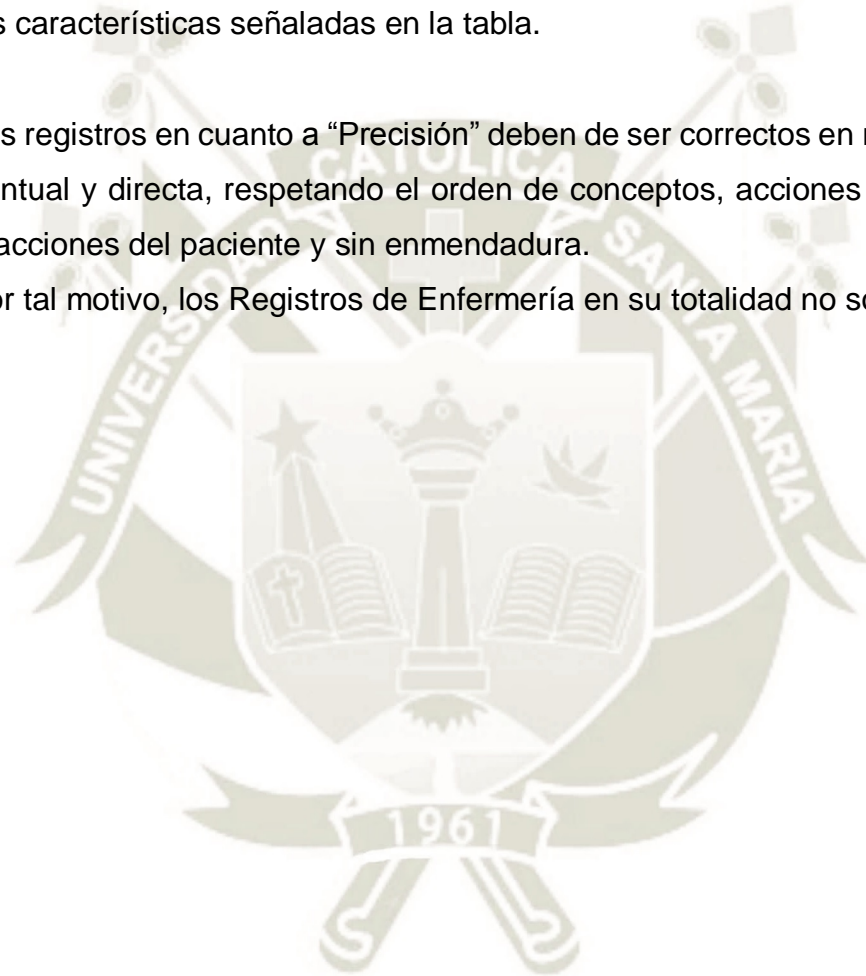 s características señaladas en la tabla.
s registros en cuanto a “Precisión” deben de ser correctos en
ntual y directa, respetando el orden de conceptos, acciones
acciones del paciente y sin enmendadura.
or tal motivo, los Registros de Enfermería en su totalidad no
UNIVERSIDAD CATOLICA SANTA MARIA
1961